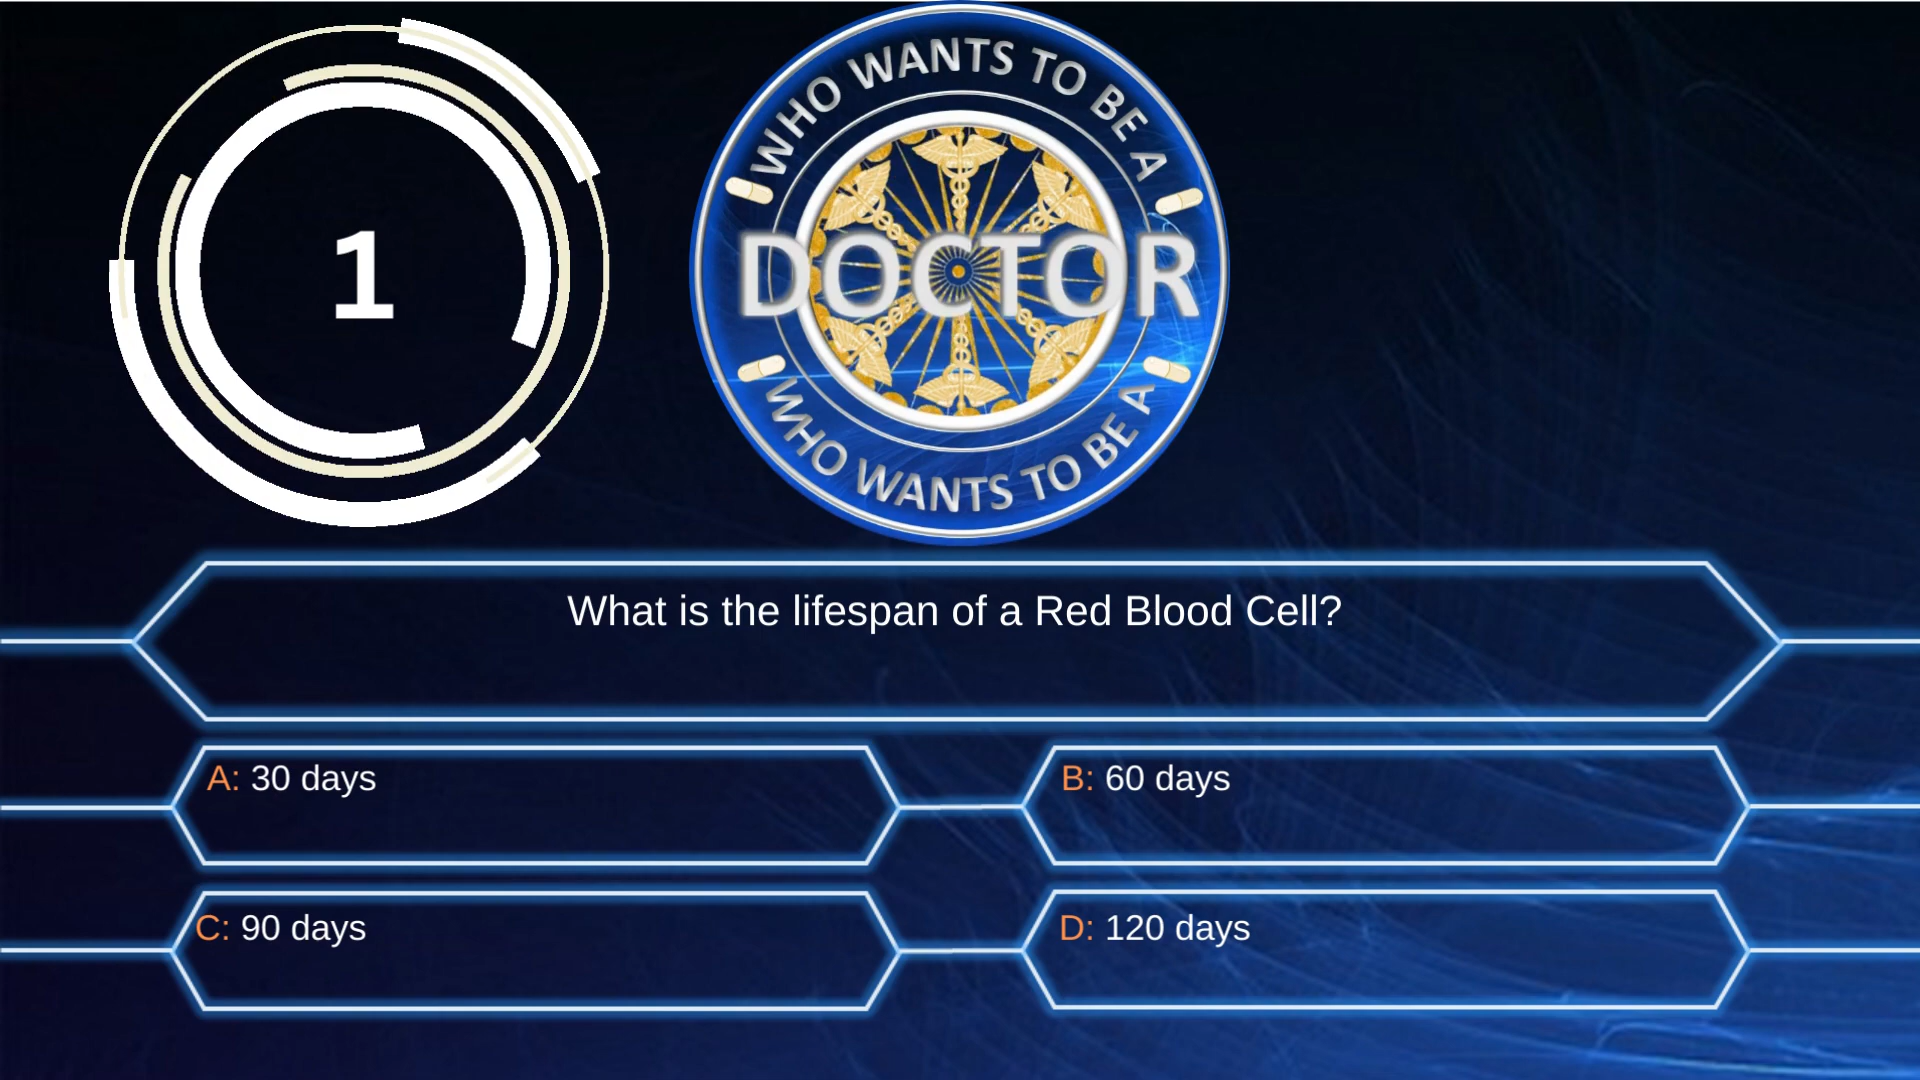 1
WHO WANTS TO BE A
DOCTOR
WHO WANTS TO BE A
What is the lifespan of a Red Blood Cell?
A: 30 days
B: 60 days
C: 90 days
D: 120 days